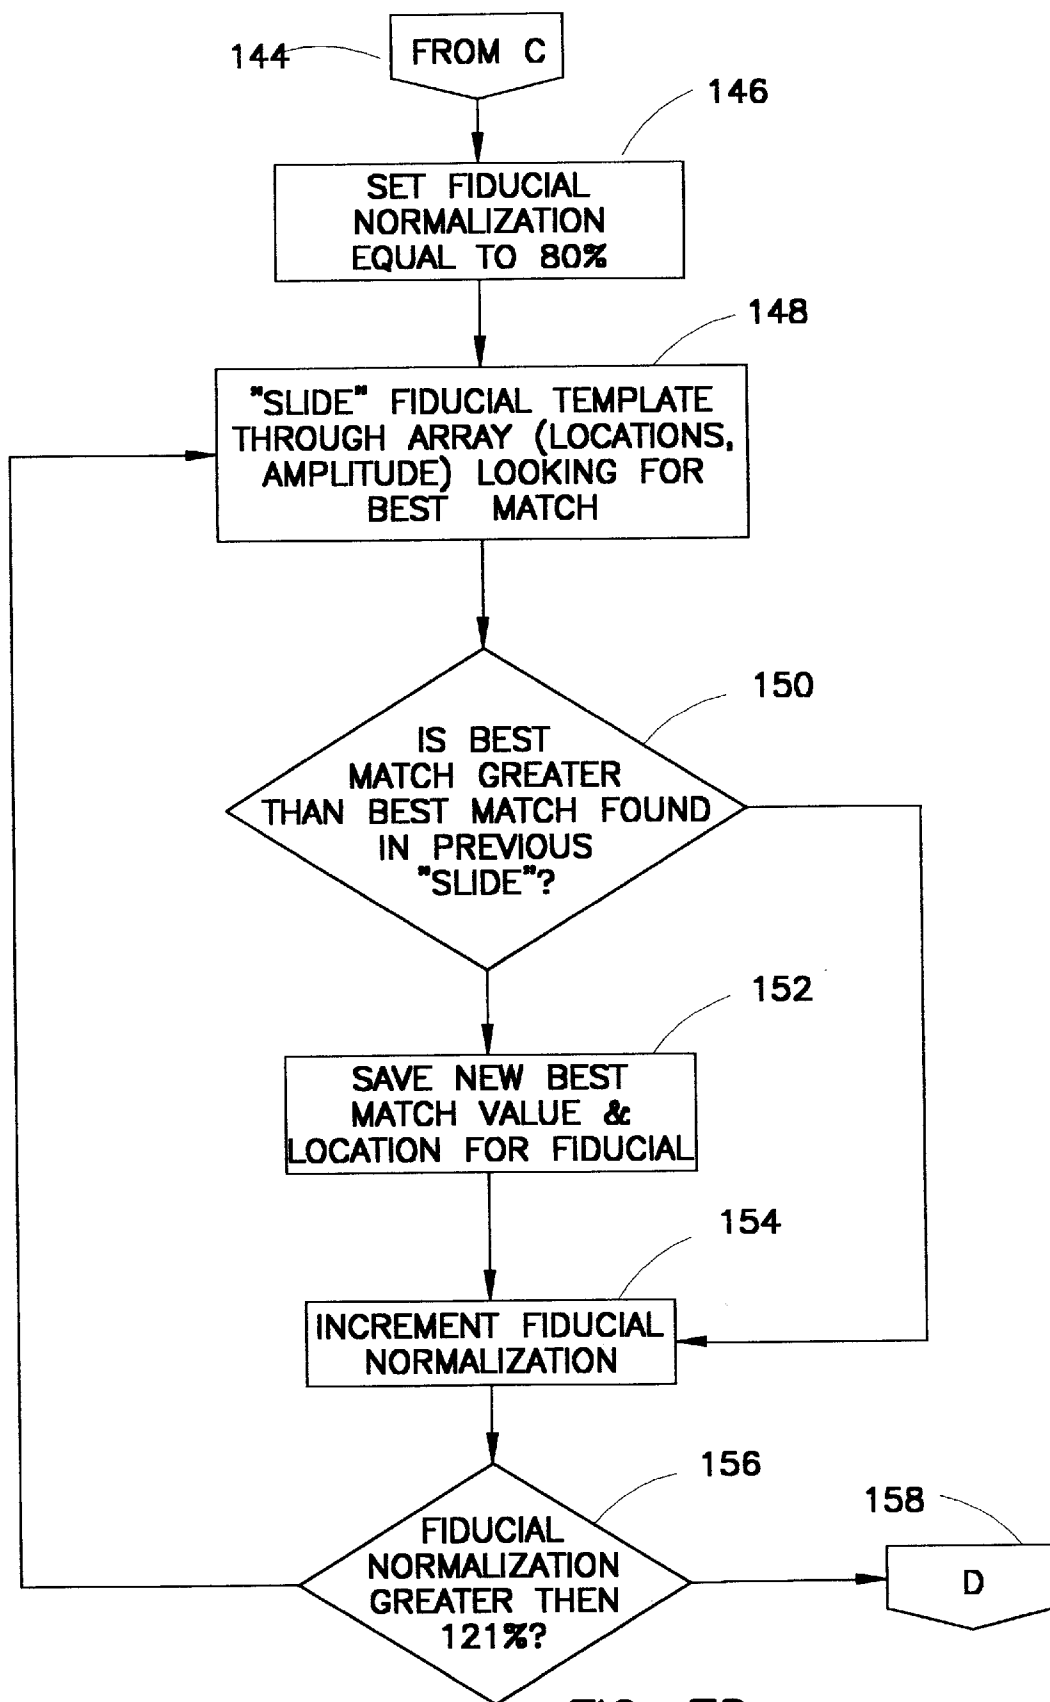 144
FROM C
146
SET FIDUCIAL
NORMALIZATION
EQUAL TO 80%
148
"SLIDE" FIDUCIAL TEMPLATE
THROUGH ARRAY (LOCATIONS,
AMPLITUDE) LOOKING FOR
BEST MATCH
150
IS BEST
MATCH GREATER
THAN BEST MATCH FOUND
IN PREVIOUS
"SLIDE"?
152
SAVE NEW BEST
MATCH VALUE &
LOCATION FOR FIDUCIAL
154
INCREMENT FIDUCIAL
NORMALIZATION
156
FIDUCIAL
NORMALIZATION
GREATER THEN
121%?
158
D